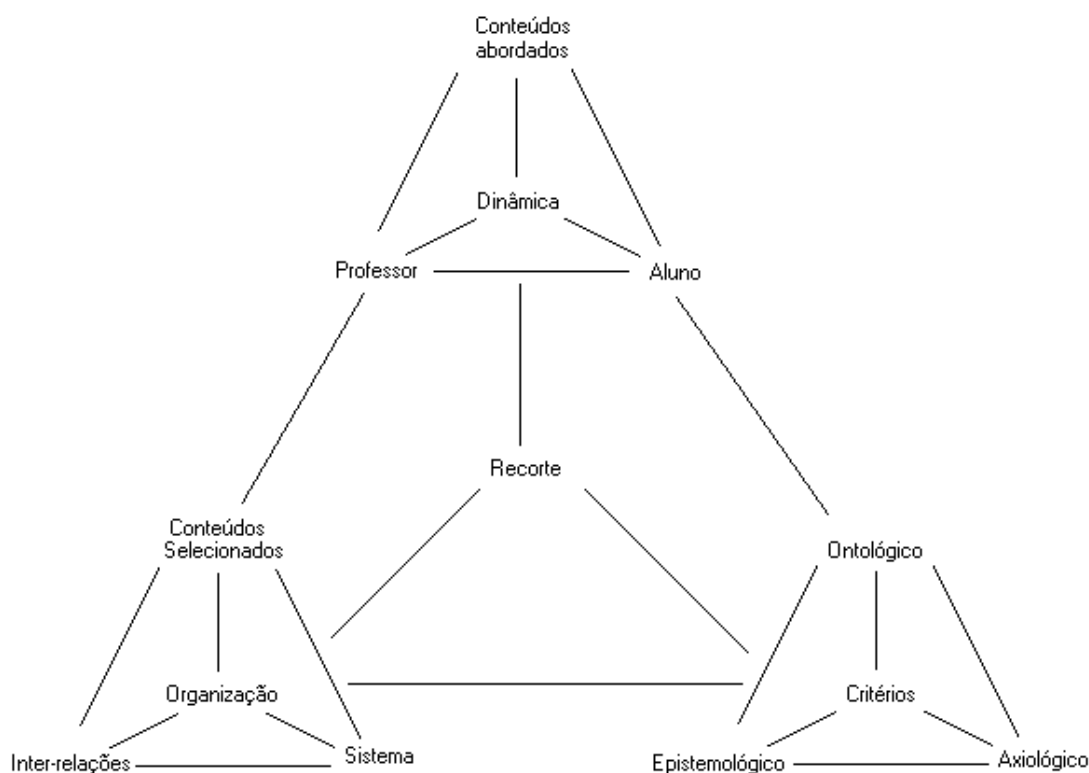 Conteúdos
abordados
Dinâmica
Professor
Aluno
Recorte
Conteúdos
Selecionados
Ontológico
Organização
Critérios
Inter-relações
Sistema
Epistemológico
Axiológico